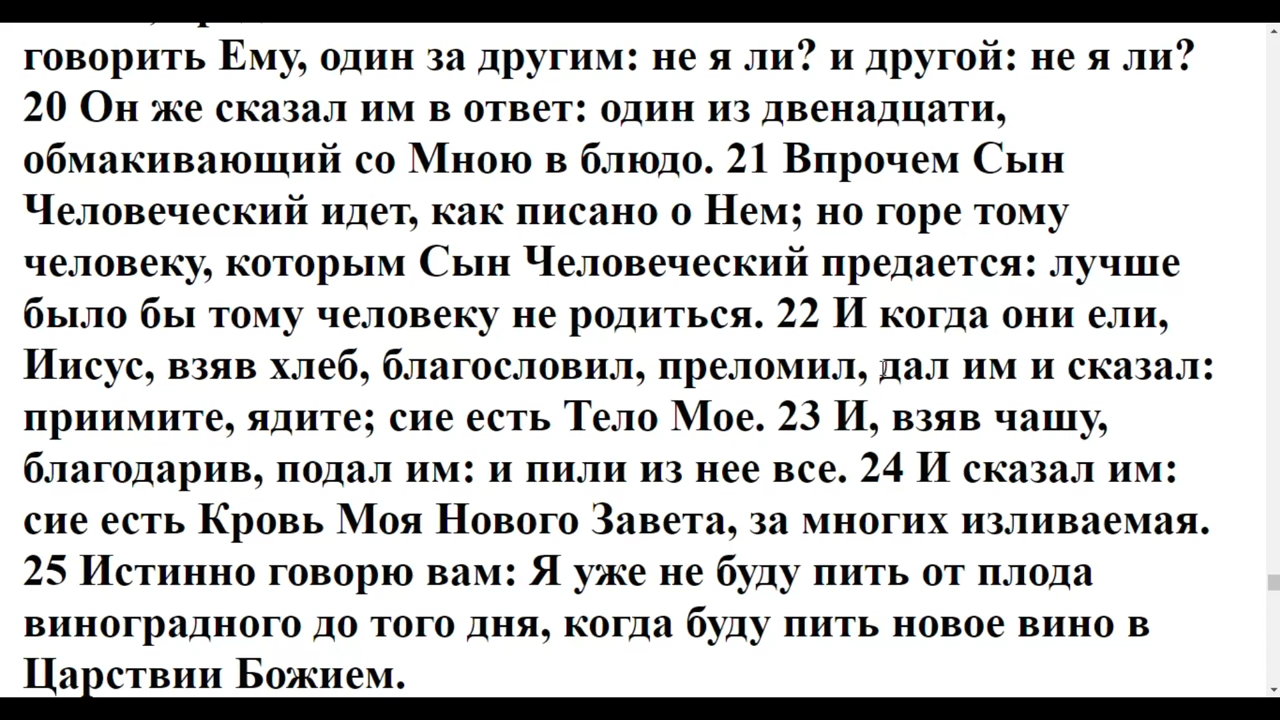 говорить Ему, один за другим: не я ли? и другой: не я ли?
20 Он же сказал им в ответ: один из двенадцати,
обмакивающий со Мною в блюдо. 21 Впрочем Сын
Человеческий идет, как писано о Нем; но горе тому
человеку, которым Сын Человеческий предается: лучше
было бы тому человеку не родиться. 22 И когда они ели,
Иисус, взяв хлеб, благословил, преломил, дал им и сказал:
приимите, ядите; сие есть Тело Мое. 23 И, взяв чашу,
благодарив, подал им: и пили из нее все. 24 И сказал им:
сие есть Кровь Моя Нового Завета, за многих изливаемая.
25 Истинно говорю вам: Я уже не буду пить от плода
виноградного до того дня, когда буду пить новое вино в
Царствии Божием.